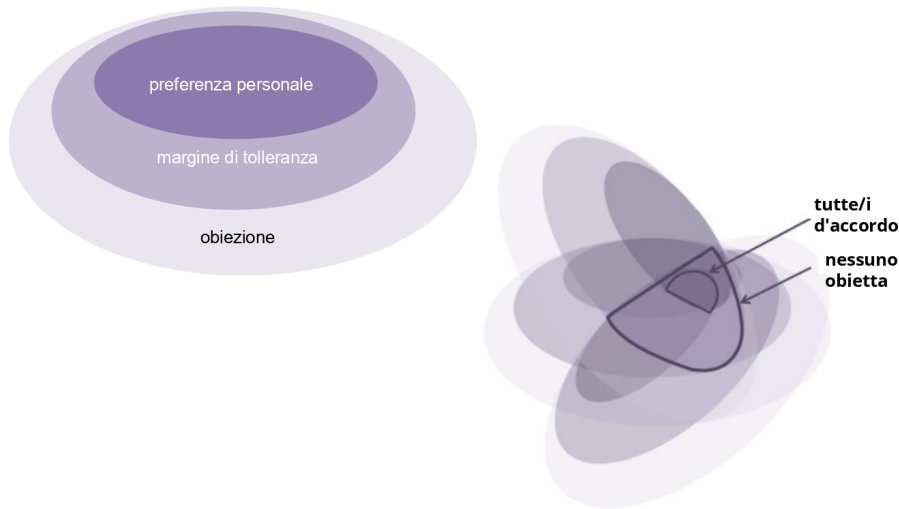 preferenza personale
margine di tolleranza
obiezione
tutte/i
d'accordo
nessuno
obietta